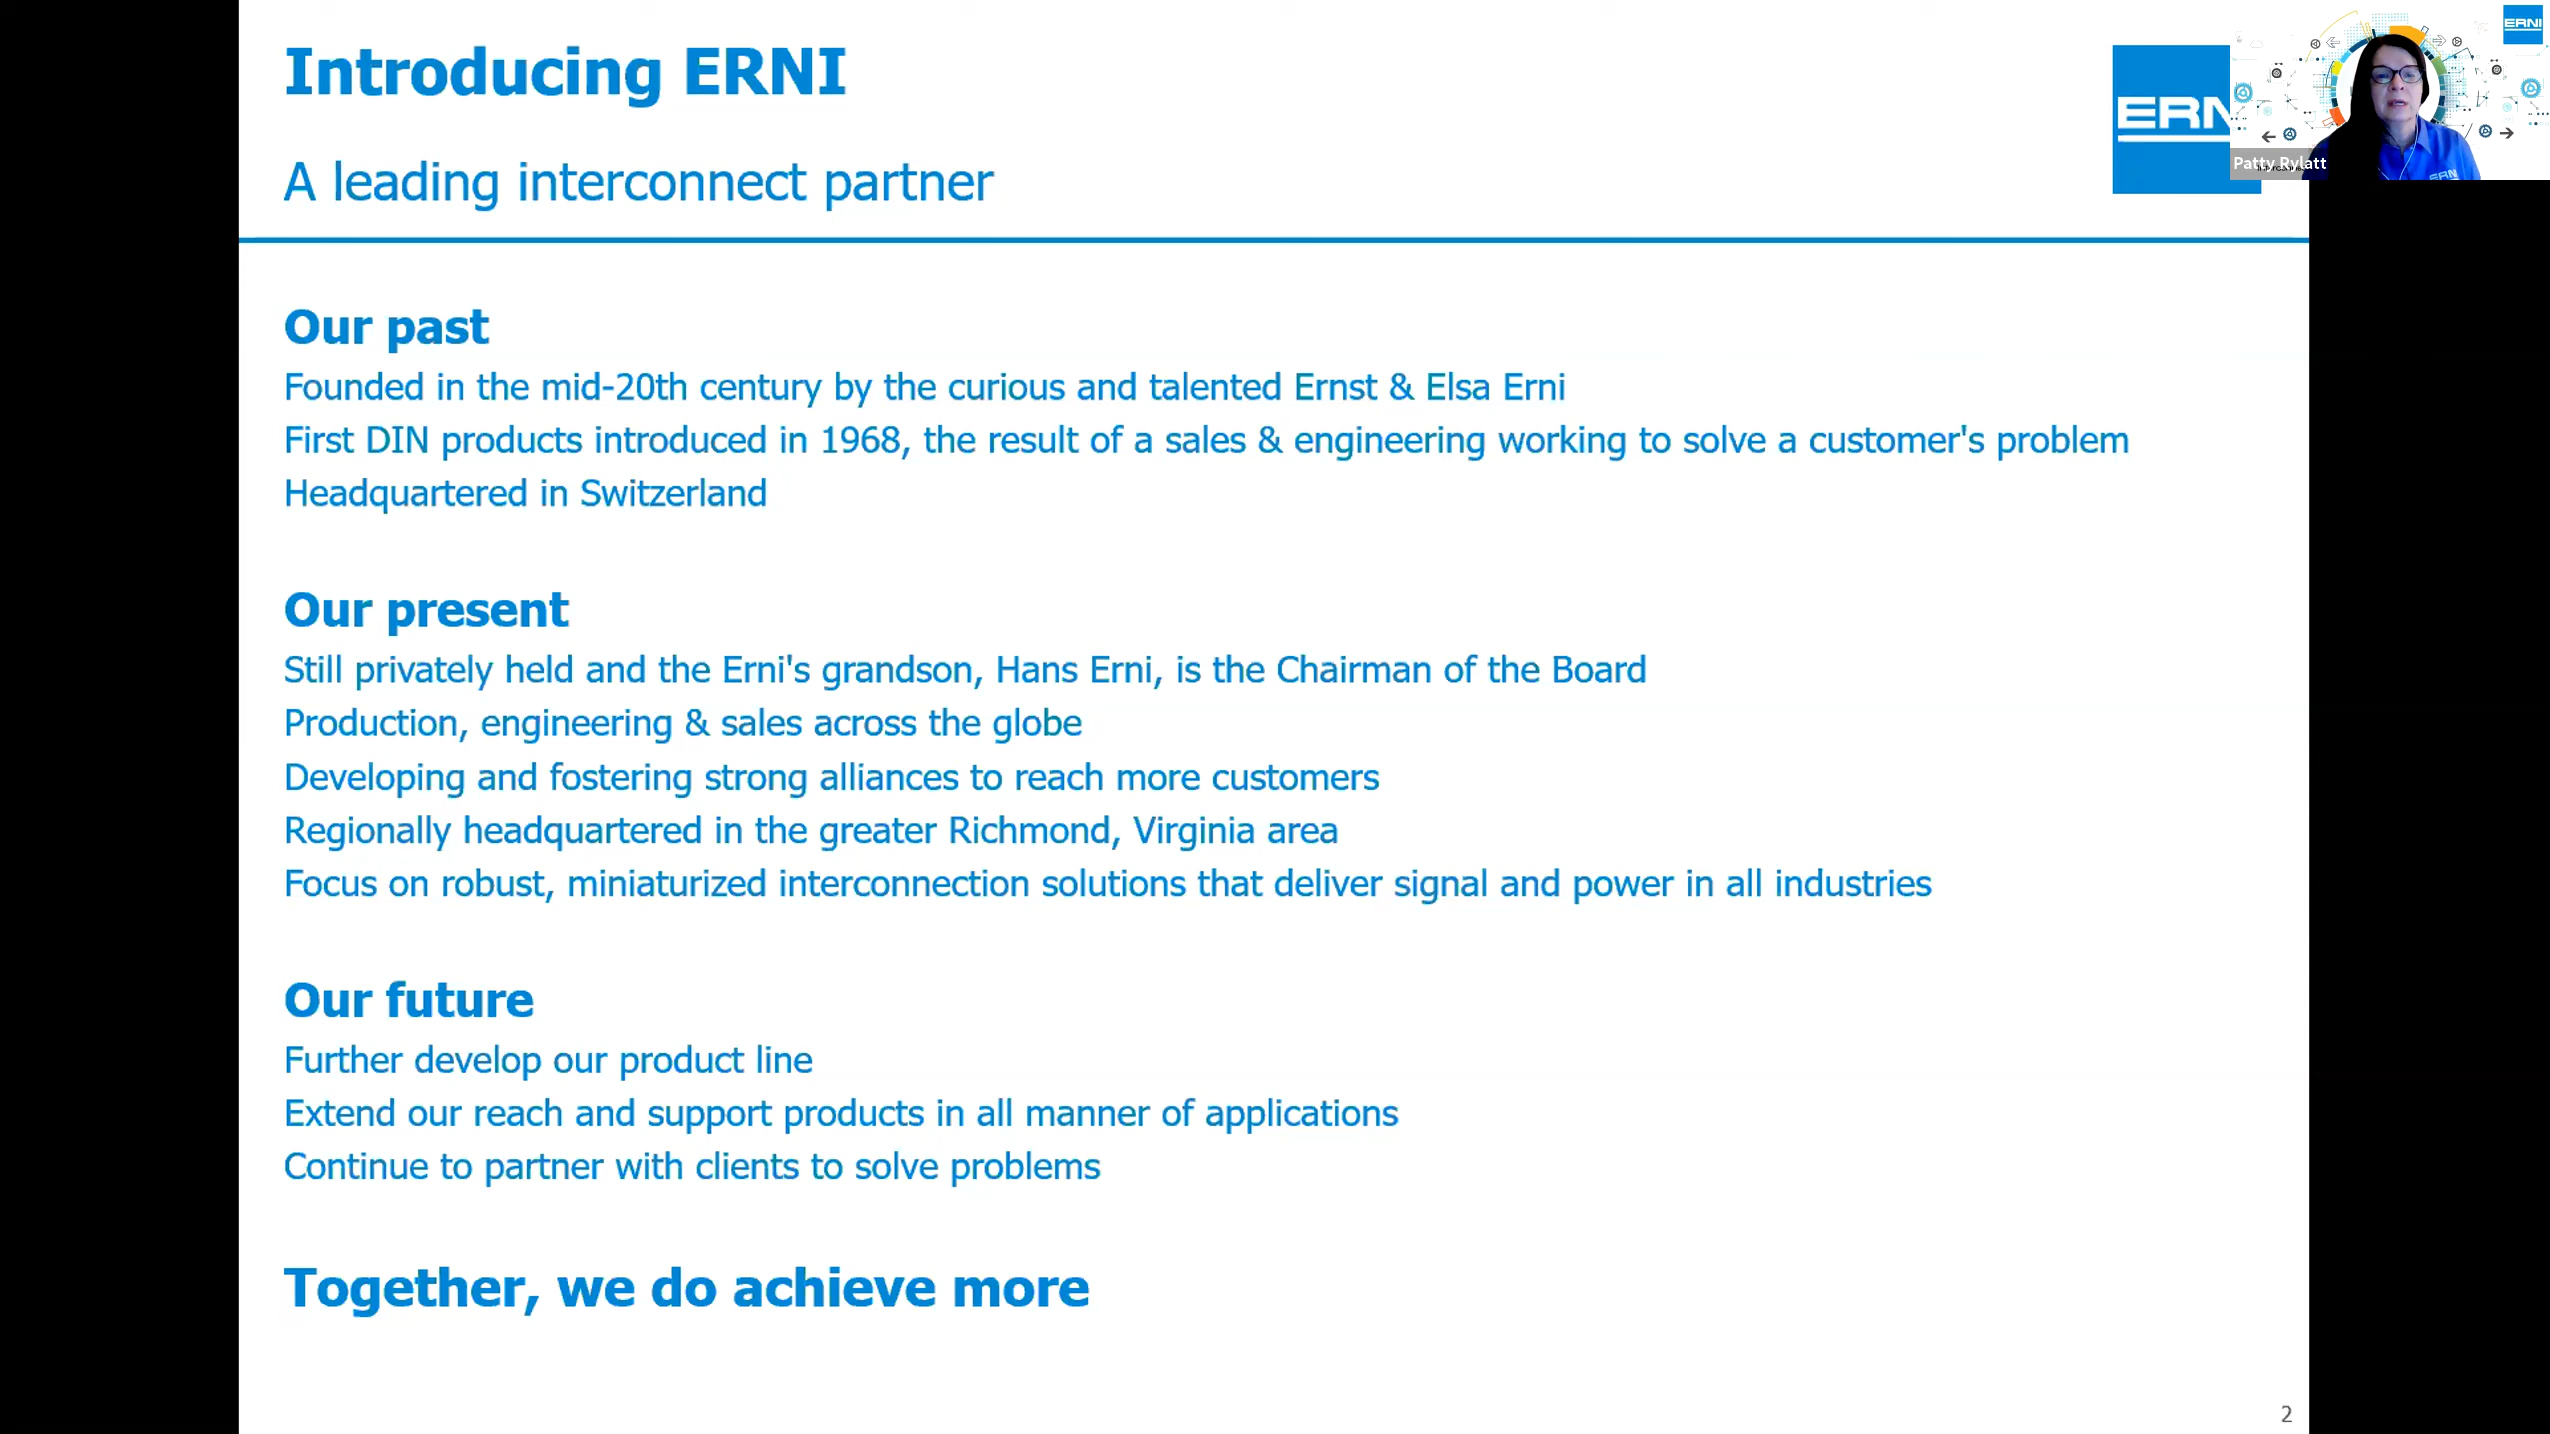 Introducing ERNI
A leading interconnect partner
ERN
ERNI
Patty Rylatt
ERNI
Our past
Founded in the mid-20th century by the curious and talented Ernst & Elsa Erni
First DIN products introduced in 1968, the result of a sales & engineering working to solve a customer's problem
Headquartered in Switzerland
Our present
Still privately held and the Erni's grandson, Hans Erni, is the Chairman of the Board
Production, engineering & sales across the globe
Developing and fostering strong alliances to reach more customers
Regionally headquartered in the greater Richmond, Virginia area
Focus on robust, miniaturized interconnection solutions that deliver signal and power in all industries
Our future
Further develop our product line
Extend our reach and support products in all manner of applications
Continue to partner with clients to solve problems
Together, we do achieve more
2